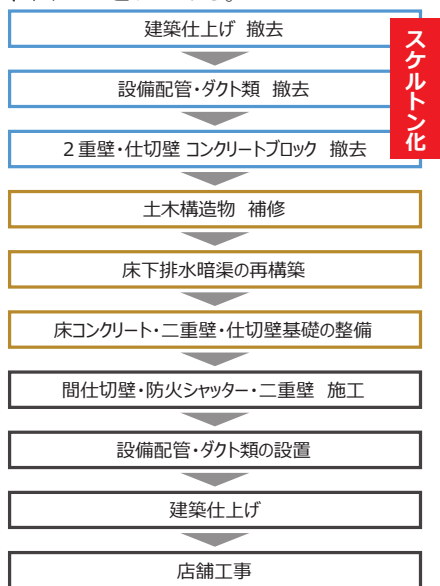 建築仕上げ 撤去
スケルトン化
設備配管・ダクト類 撤去
２重壁・仕切壁 コンクリートブロック 撤去
土木構造物 補修
床下排水暗渠の再構築
床コンクリート・二重壁・仕切壁基礎の整備
間仕切壁・防火シャッター・二重壁 施工
設備配管・ダクト類の設置
建築仕上げ
店舗工事